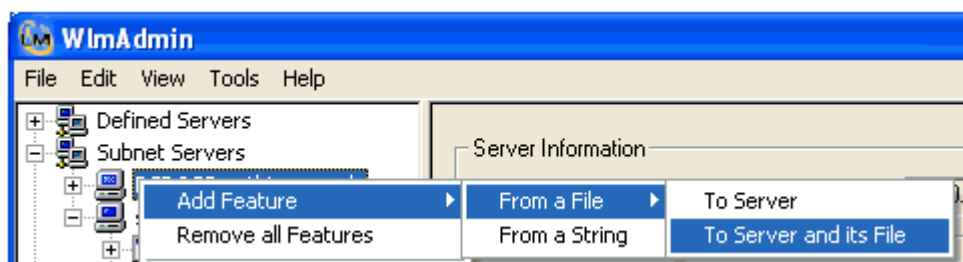 WlmAdmin
File Edit View Tools Help
Defined Servers
Subnet Servers
Server Information
Add Feature From a File To Server
Remove all Features From a String To Server and its File